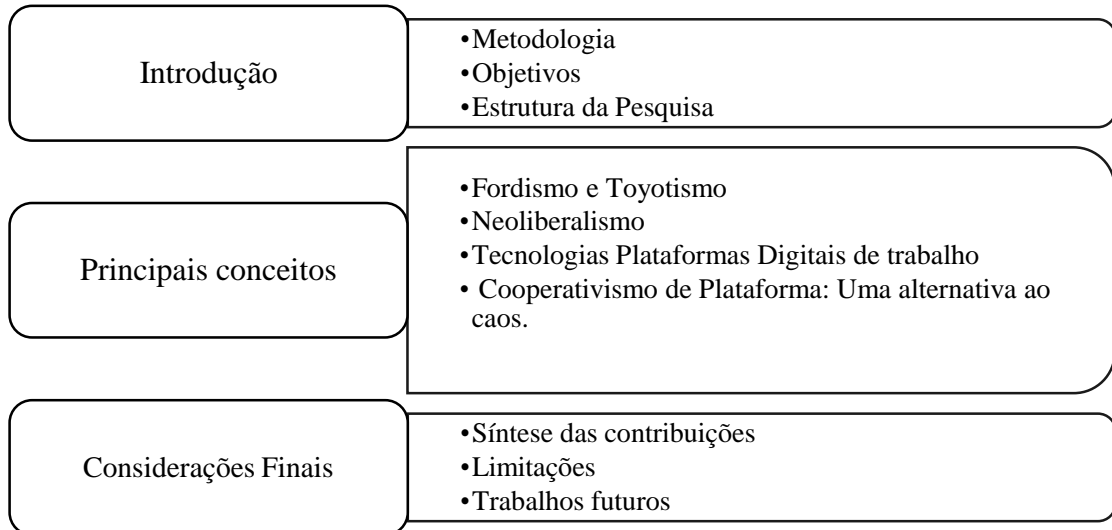 Introdução
•Metodologia
•Objetivos
•Estrutura da Pesquisa
Principais conceitos
•Fordismo e Toyotismo
•Neoliberalismo
•Tecnologias Plataformas Digitais de trabalho
• Cooperativismo de Plataforma: Uma alternativa ao
caos.
Considerações Finais
•Síntese das contribuições
•Limitações
•Trabalhos futuros